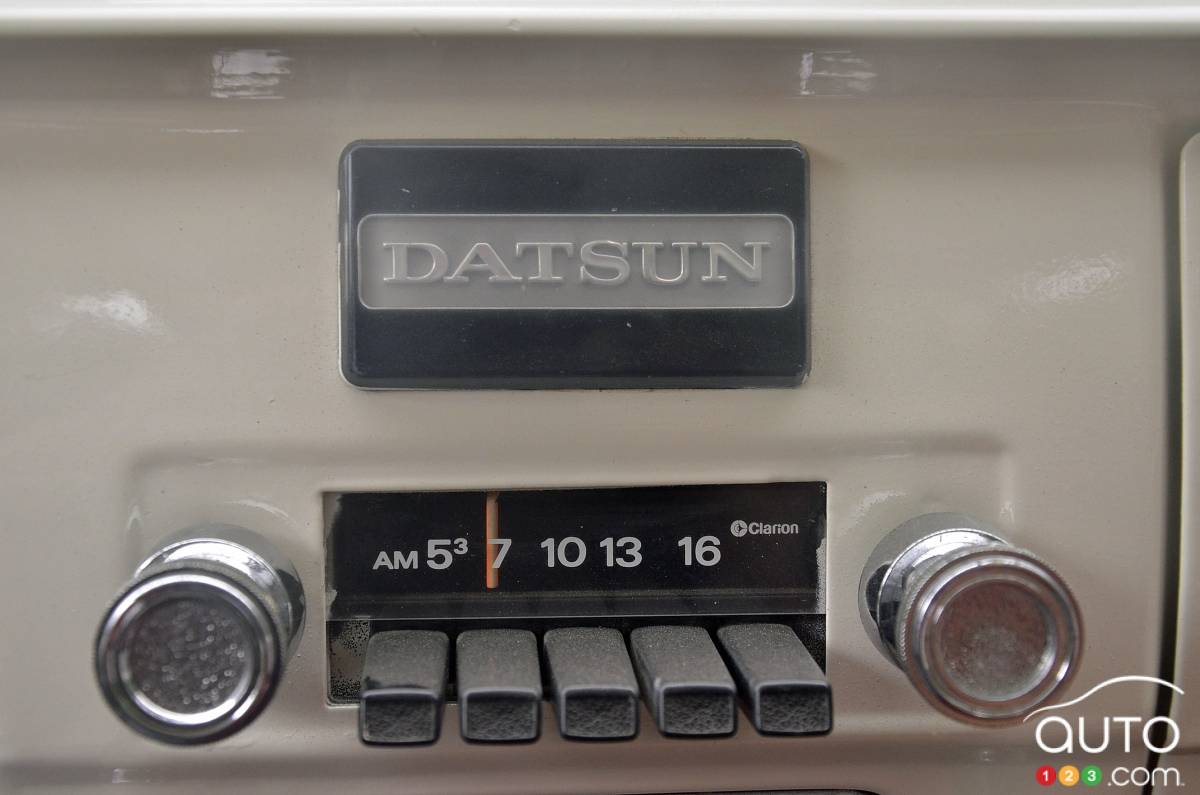 DATSUN
Clarion
AM 5³ 7 10 13 16
AUTO
123.com